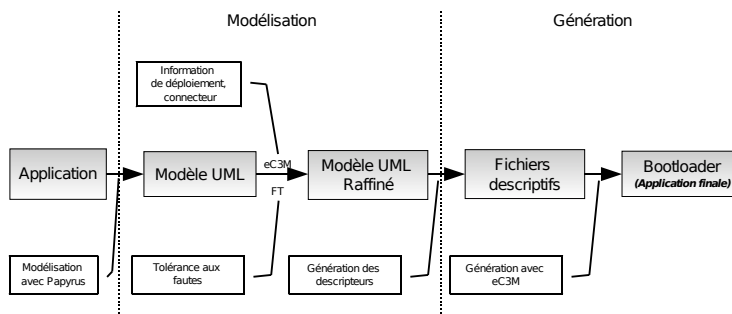 Modélisation
Génération
Information
de déploiement,
connecteur
Application
Modèle UML
eC3M
FT
Modèle UML
Raffiné
Fichiers
descriptifs
Bootloader
(Application finale)
Modélisation
avec Papyrus
Tolérance aux
fautes
Génération des
descripteurs
Génération avec
eC3M